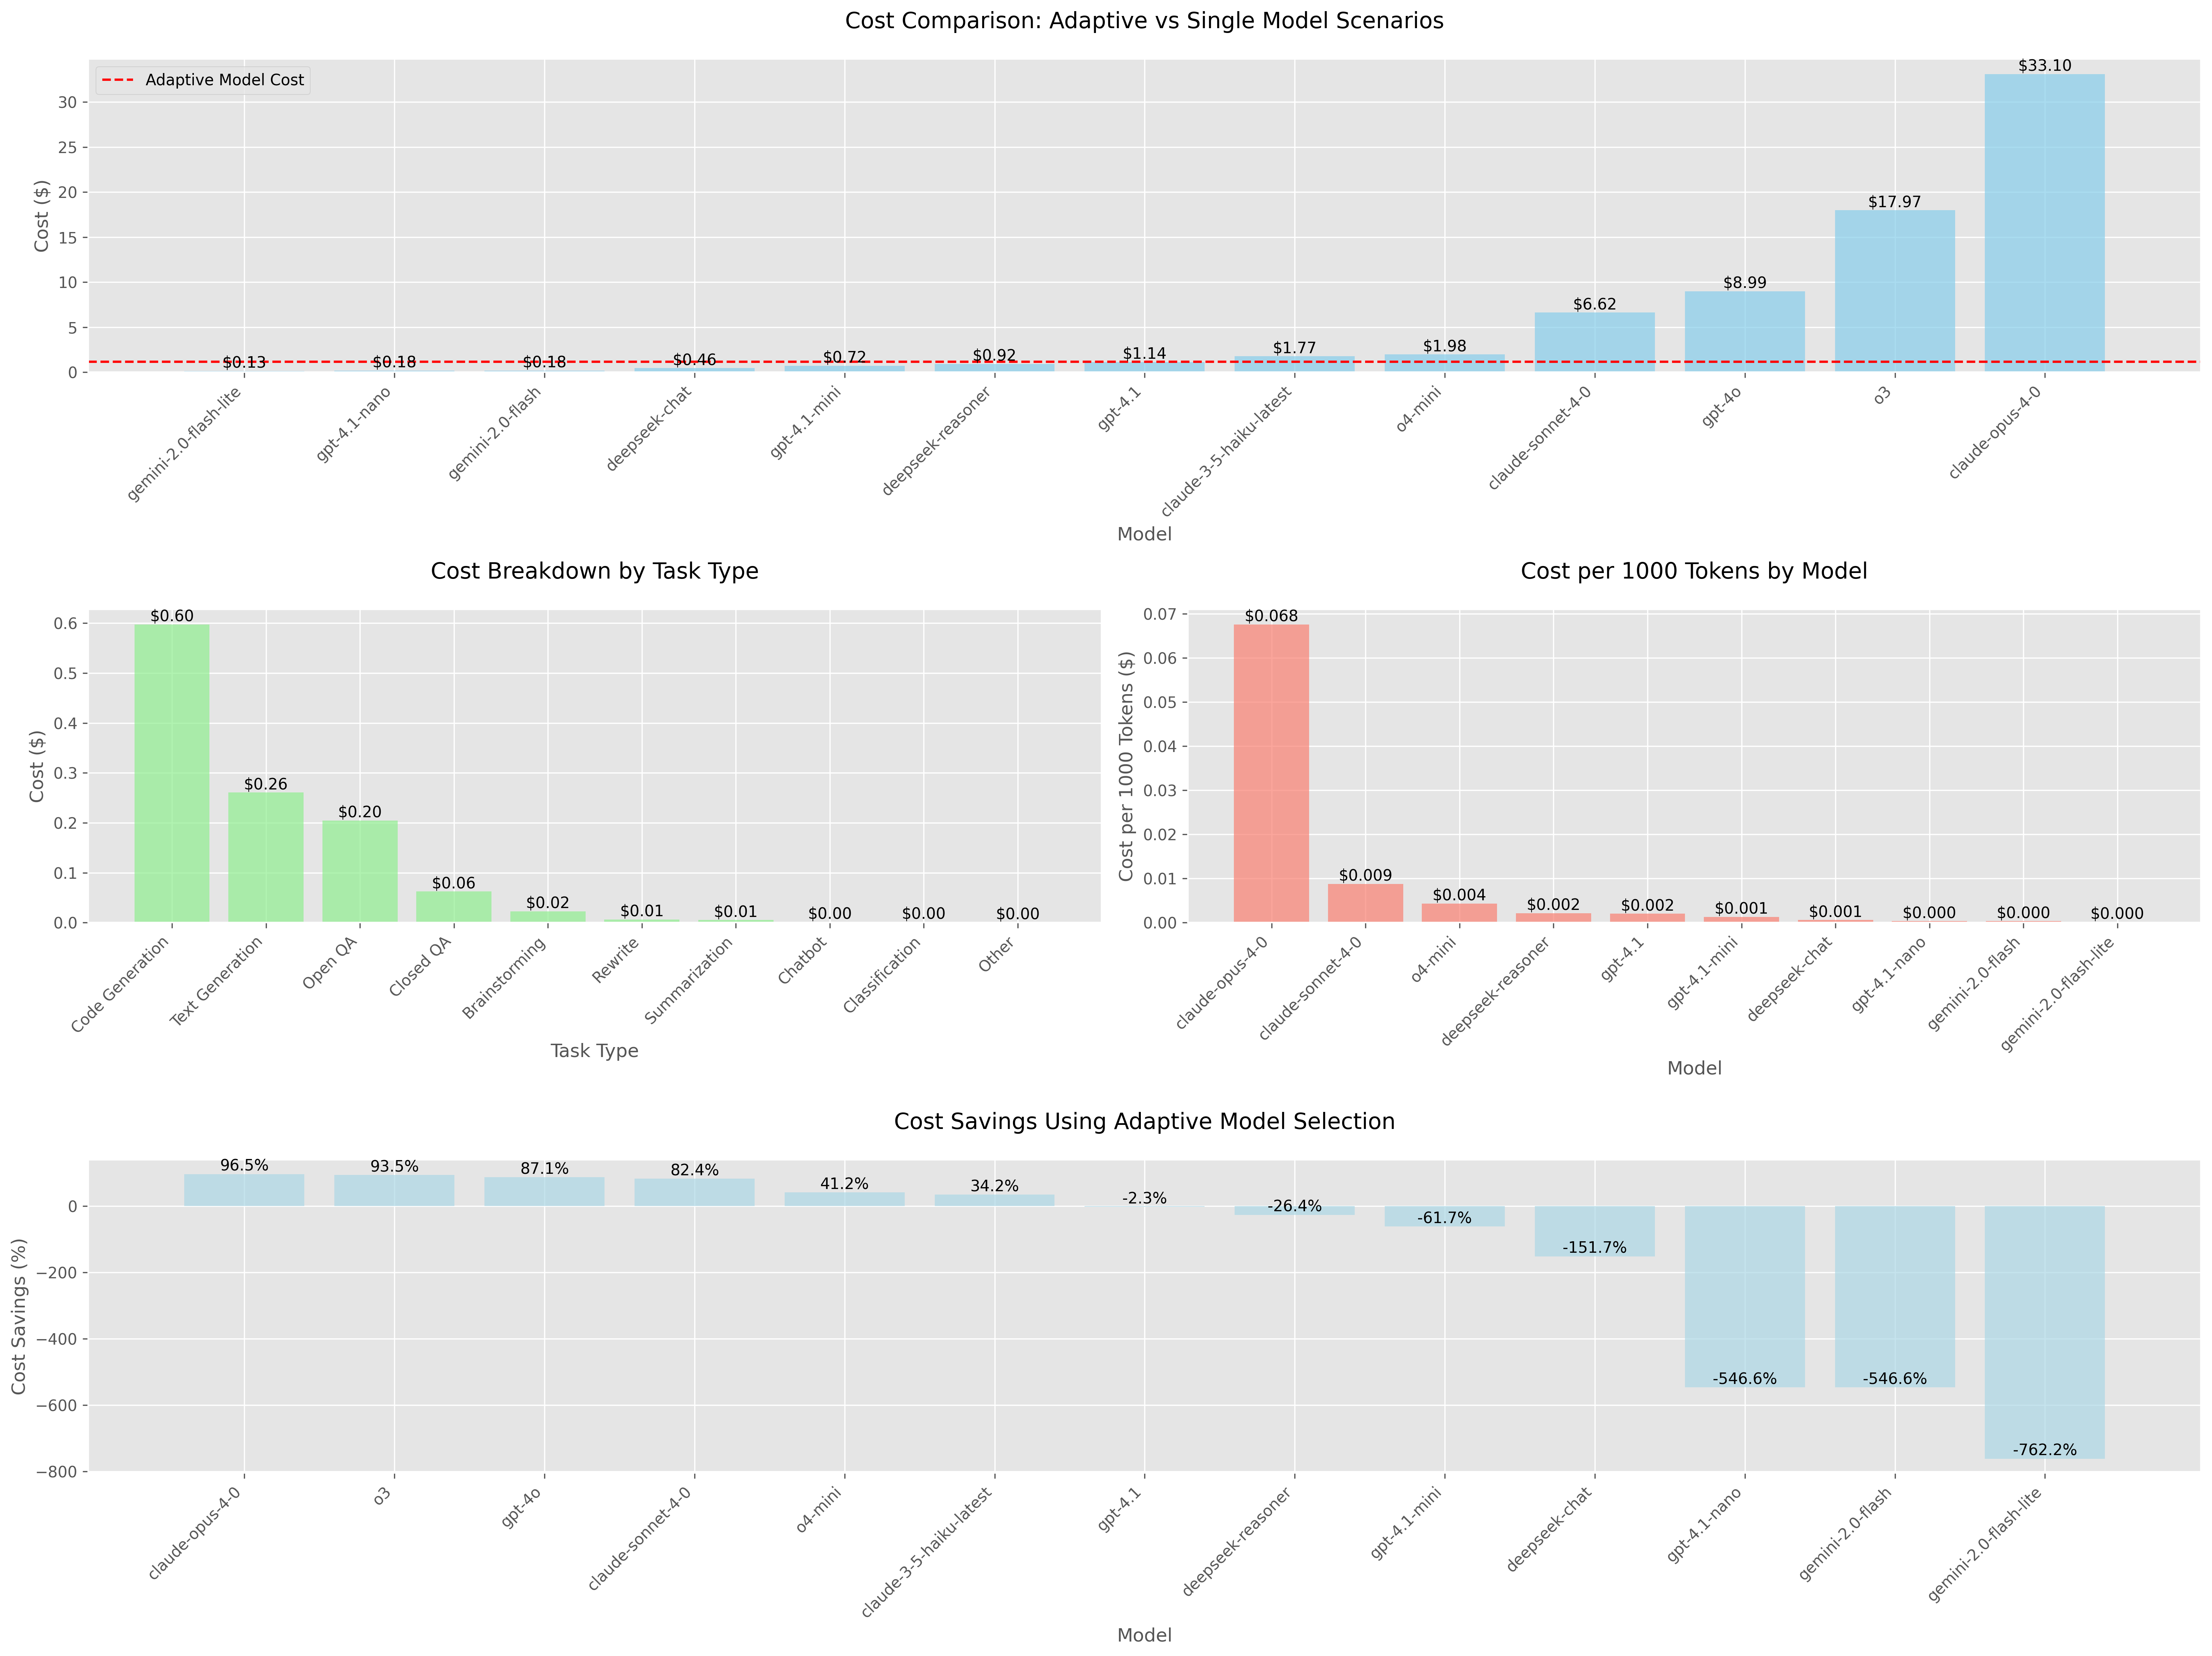 Cost Comparison: Adaptive vs Single Model Scenarios
Adaptive Model Cost
Cost ($)
30
25
20
15
10
5
0
$0.13
$0.18
$0.18
$0.46
$0.72
$0.92
$1.14
$1.77
$1.98
$6.62
$8.99
$17.97
$33.10
gemini-2.0-flash-lite
gpt-4.1-nano
gemini-2.0-flash
deepseek-chat
gpt-4.1-mini
deepseek-reasoner
gpt-4.1
claude-3-5-haiku-latest
o4-mini
claude-sonnet-4-0
gpt-4o
o3
claude-opus-4-0
Model
Cost Breakdown by Task Type
Cost ($)
0.6
0.5
0.4
0.3
0.2
0.1
0.0
$0.60
$0.26
$0.20
$0.06
$0.02
$0.01
$0.01
$0.00
$0.00
$0.00
Code Generation
Text Generation
Open QA
Closed QA
Brainstorming
Rewrite
Summarization
Chatbot
Classification
Other
Task Type
Cost per 1000 Tokens by Model
Cost per 1000 Tokens ($)
0.07
0.06
0.05
0.04
0.03
0.02
0.01
0.00
$0.068
$0.009
$0.004
$0.002
$0.002
$0.001
$0.001
$0.000
$0.000
$0.000
claude-opus-4-0
claude-sonnet-4-0
o4-mini
deepseek-reasoner
gpt-4.1
gpt-4.1-mini
deepseek-chat
gpt-4.1-nano
gemini-2.0-flash
gemini-2.0-flash-lite
Model
Cost Savings Using Adaptive Model Selection
Cost Savings (%)
0
−200
−400
−600
−800
96.5%
93.5%
87.1%
82.4%
41.2%
34.2%
-2.3%
-26.4%
-61.7%
-151.7%
-546.6%
-546.6%
-762.2%
claude-opus-4-0
o3
gpt-4o
claude-sonnet-4-0
o4-mini
claude-3-5-haiku-latest
gpt-4.1
deepseek-reasoner
gpt-4.1-mini
deepseek-chat
gpt-4.1-nano
gemini-2.0-flash
gemini-2.0-flash-lite
Model